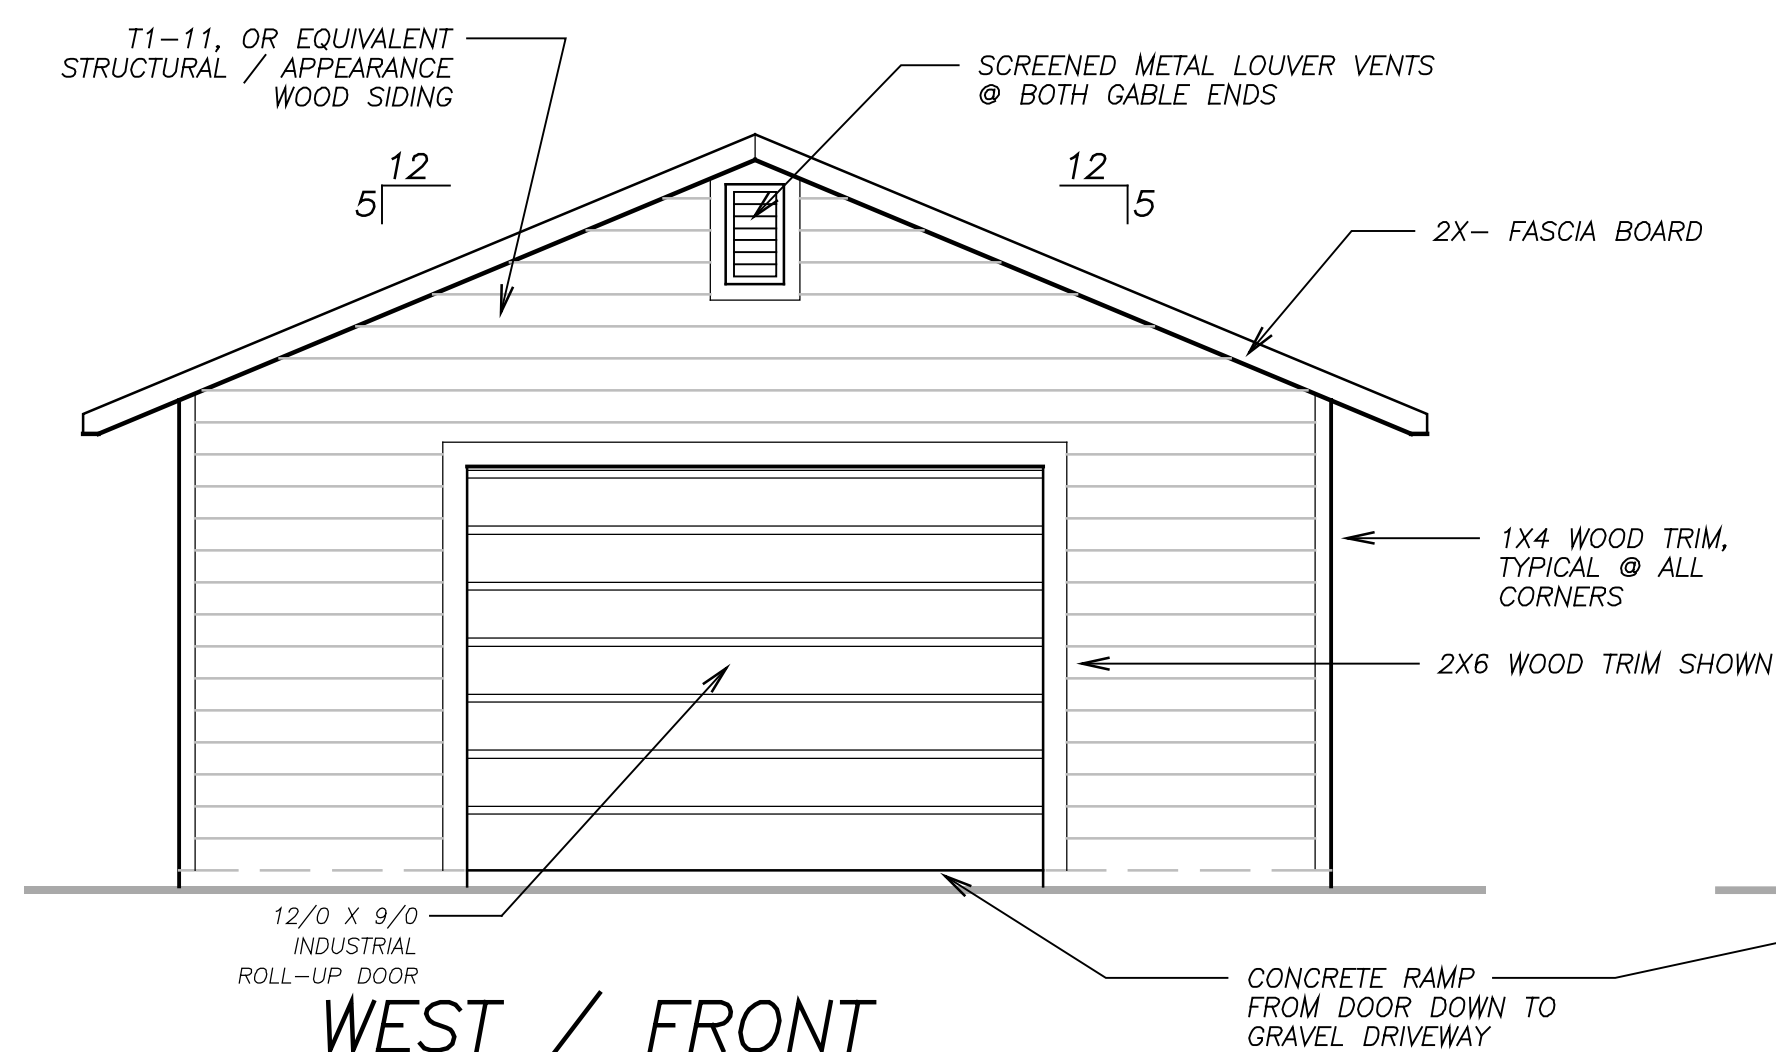 T1-11, OR EQUIVALENT
STRUCTURAL / APPEARANCE
WOOD SIDING
SCREENED METAL LOUVER VENTS
@ BOTH GABLE ENDS
12
5
12
5
2X- FASCIA BOARD
1X4 WOOD TRIM,
TYPICAL @ ALL
CORNERS
2X6 WOOD TRIM SHOWN
12/0 X 9/0
INDUSTRIAL
ROLL-UP DOOR
CONCRETE RAMP
FROM DOOR DOWN TO
GRAVEL DRIVEWAY
WEST / FRONT